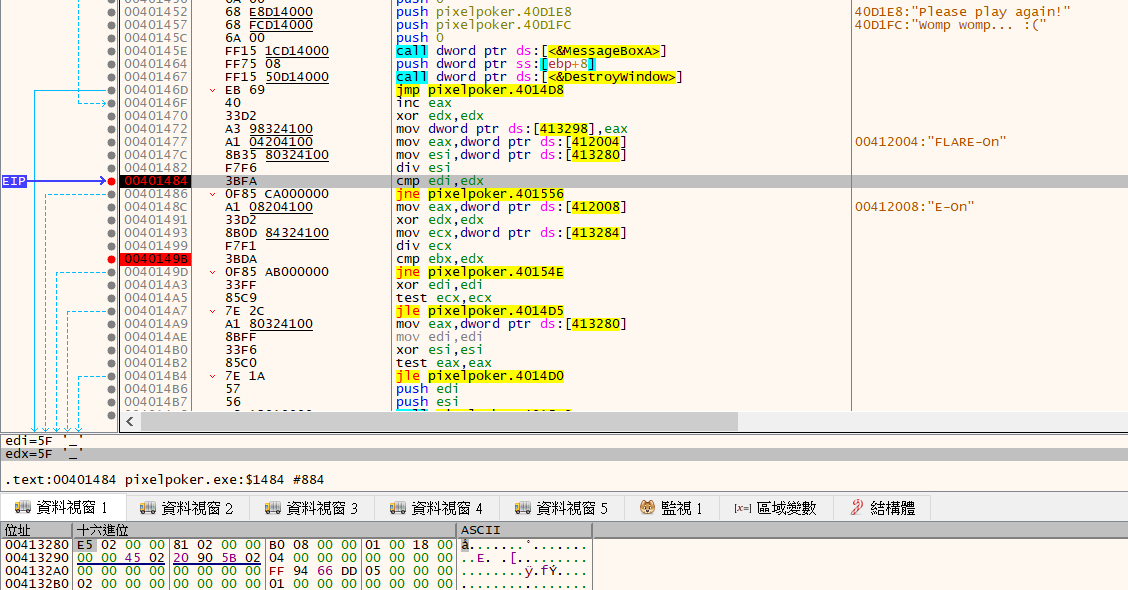 00401452 68 E8D14000 push pixelpoker.40D1E8 40D1E8:"Please play again!"
00401457 68 FCD14000 push pixelpoker.40D1FC 40D1FC:"womp womp... :("
0040145C 6A 00 push 0
0040145E FF15 1CD14000 call dword ptr ds:[<&MessageBoxA>]
00401464 FF75 08 push dword ptr ss:[ebp+8]
00401467 FF15 50D14000 call dword ptr ds:[<&DestroyWindow>]
0040146D EB 69 jmp pixelpoker.4014D8
0040146F 40 inc eax
00401470 33D2 xor edx,edx
00401472 A3 98324100 mov dword ptr ds:[413298],eax
00401477 A1 04204100 mov eax,dword ptr ds:[412004] 00412004:"FLARE-On"
0040147C 8B35 80324100 mov esi,dword ptr ds:[413280]
00401482 F7F6 div esi
EIP 00401484 3BFA cmp edi,edx
00401486 0F85 CA000000 jne pixelpoker.401556
0040148C A1 08204100 mov eax,dword ptr ds:[412008] 00412008:"E-On"
00401491 33D2 xor edx,edx
00401493 8B0D 84324100 mov ecx,dword ptr ds:[413284]
00401499 F7F1 div ecx
0040149B 3BDA cmp ebx,edx
0040149D 0F85 AB000000 jne pixelpoker.40154E
004014A3 33FF xor edi,edi
004014A5 85C9 test ecx,ecx
004014A7 7E 2C jle pixelpoker.4014D5
004014A9 A1 80324100 mov eax,dword ptr ds:[413280]
004014AE 8BFF mov edi,edi
004014B0 33F6 xor esi,esi
004014B2 85C0 test eax,eax
004014B4 7E 1A jle pixelpoker.4014D0
004014B6 57 push edi
004014B7 56 push esi
edi=5F '_'
edx=5F '_'
.text:00401484 pixelpoker.exe:$1484 #884
資料視窗 1 資料視窗 2 資料視窗 3 資料視窗 4 資料視窗 5 監視 1 [x=] 區域變數 結構體
位址 十六進位 ASCII
00413280 E5 02 00 00 81 02 00 00 B0 08 00 00 01 00 18 00 å.......°.......
00413290 00 00 45 02 20 90 5B 02 04 00 00 00 00 00 00 00 ..E. .[.........
004132A0 00 00 00 00 00 00 00 00 FF 94 66 DD 05 00 00 00 ........ÿ.fÝ....
004132B0 02 00 00 00 00 00 00 00 01 00 00 00 00 00 00 00 ................